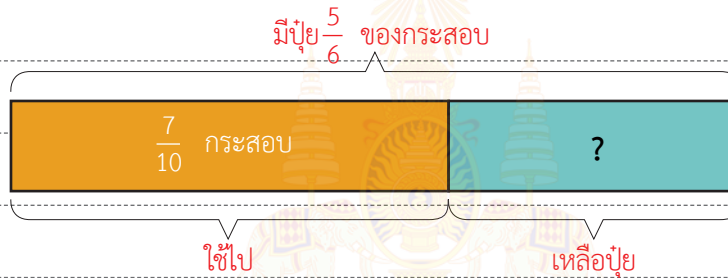 มีปุ๋ย 5/6 ของกระสอบ
7/10 กระสอบ
?
ใช้ไป
เหลือปุ๋ย